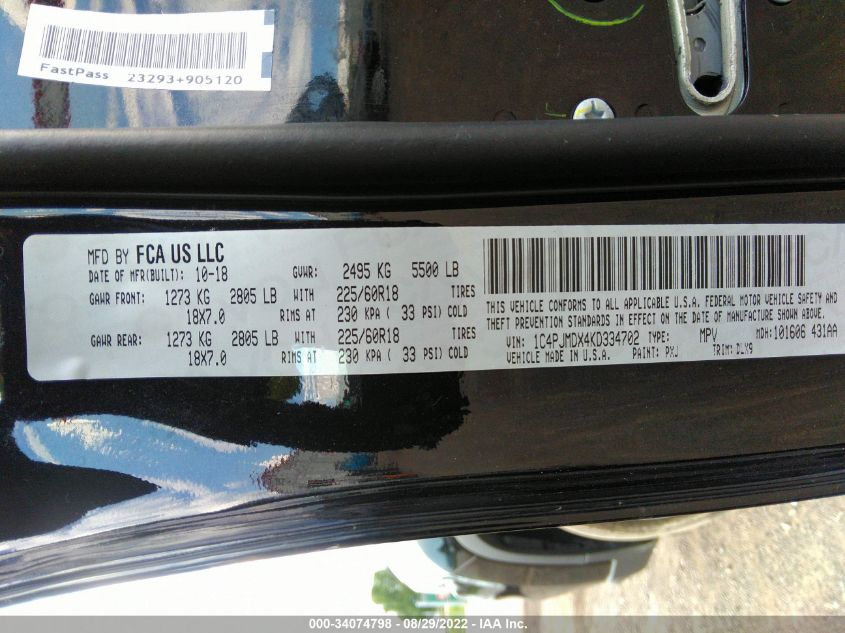 FastPass 23293+905120
MFD BY FCA US LLC
DATE OF MFR(BUILT): 10-18 GVWR: 2495 KG 5500 LB
GAWR FRONT: 1273 KG 2805 LB WITH 225/60R18 TIRES
18X7.0 RIMS AT 230 KPA ( 33 PSI) COLD
GAWR REAR: 1273 KG 2805 LB WITH 225/60R18 TIRES
18X7.0 RIMS AT 230 KPA ( 33 PSI) COLD
THIS VEHICLE CONFORMS TO ALL APPLICABLE U.S.A. FEDERAL MOTOR VEHICLE SAFETY AND
THEFT PREVENTION STANDARDS IN EFFECT ON THE DATE OF MANUFACTURE SHOWN ABOVE.
VIN: 1C4PJMDX4KD334702 TYPE: MPV MDH: 101606 431AA
VEHICLE MADE IN U.S.A. PAINT: PXJ TRIM: DLX9
000-34074798 - 08/29/2022 - IAA Inc.